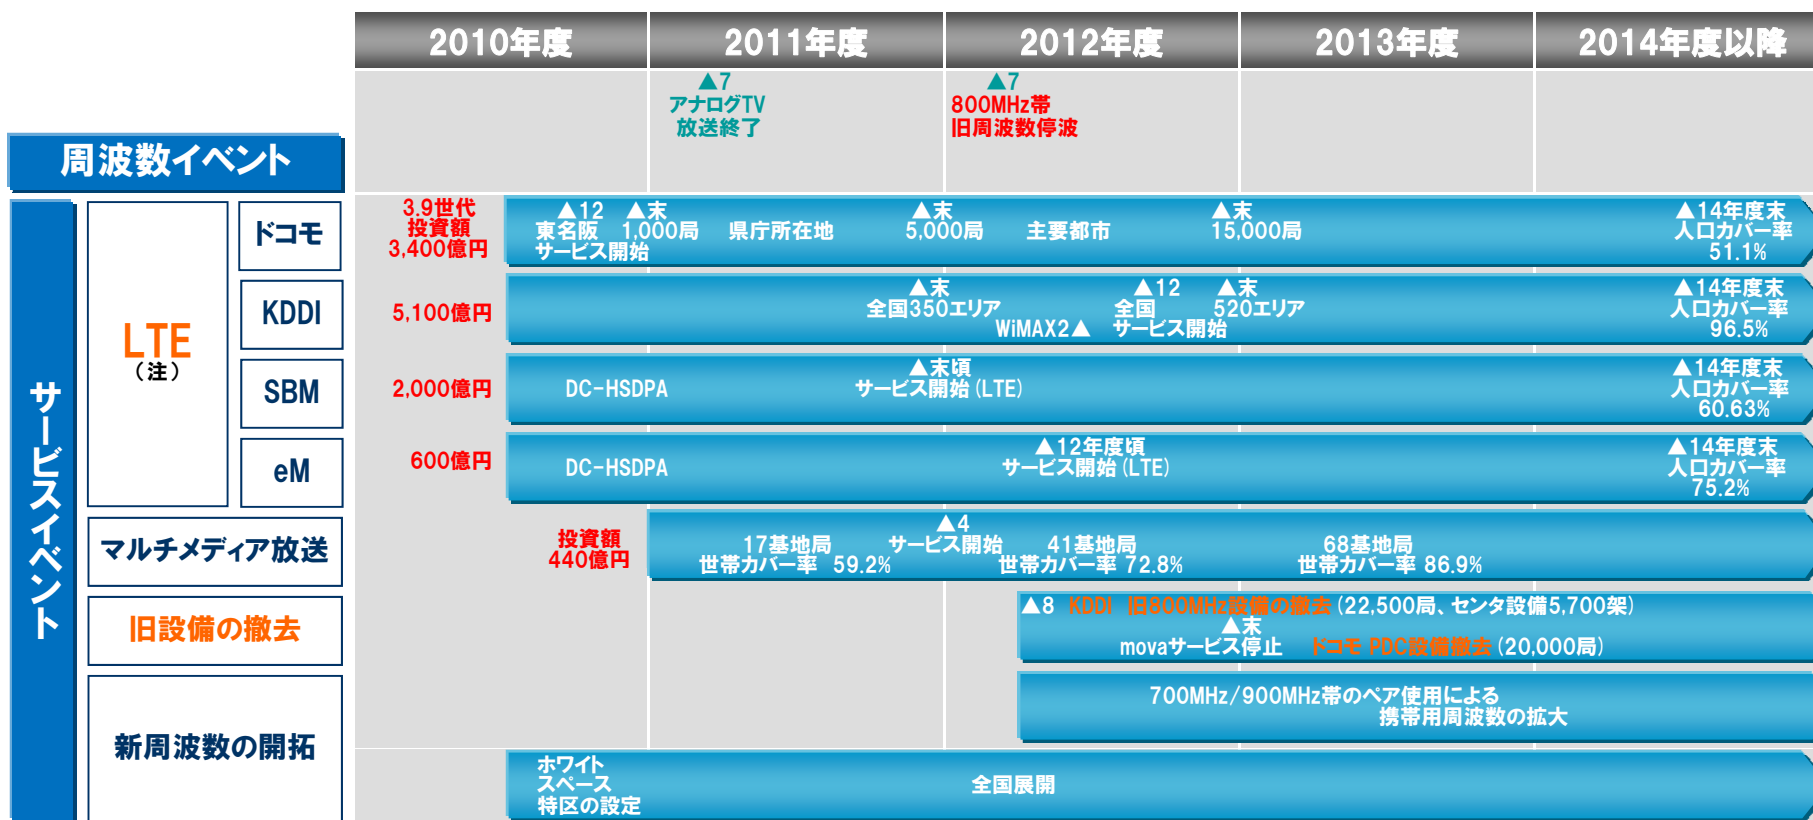 2010年度
2011年度
2012年度
2013年度
2014年度以降
周波数イベント
▲7
アナログTV
放送終了
▲7
800MHz帯
旧周波数停波
サービスイベント
LTE
(注)
ドコモ
3.9世代
投資額
3,400億円
▲12
東名阪
サービス開始
▲末
1,000局
県庁所在地
▲末
5,000局
主要都市
▲末
15,000局
▲14年度末
人口カバー率
51.1%
KDDI
5,100億円
▲末
全国350エリア
WiMAX2▲
▲12
全国
サービス開始
▲末
520エリア
▲14年度末
人口カバー率
96.5%
SBM
2,000億円
DC-HSDPA
▲末頃
サービス開始(LTE)
▲14年度末
人口カバー率
60.63%
eM
600億円
DC-HSDPA
▲12年度頃
サービス開始(LTE)
▲14年度末
人口カバー率
75.2%
マルチメディア放送
投資額
440億円
17基地局
世帯カバー率 59.2%
▲4
サービス開始
41基地局
世帯カバー率 72.8%
68基地局
世帯カバー率 86.9%
旧設備の撤去
▲8 KDDI 旧800MHz設備の撤去(22,500局、センタ設備5,700架)
▲末
movaサービス停止 ドコモ PDC設備撤去(20,000局)
新周波数の開拓
700MHz/900MHz帯のペア使用による
携帯用周波数の拡大
ホワイト
スペース
特区の設定
全国展開